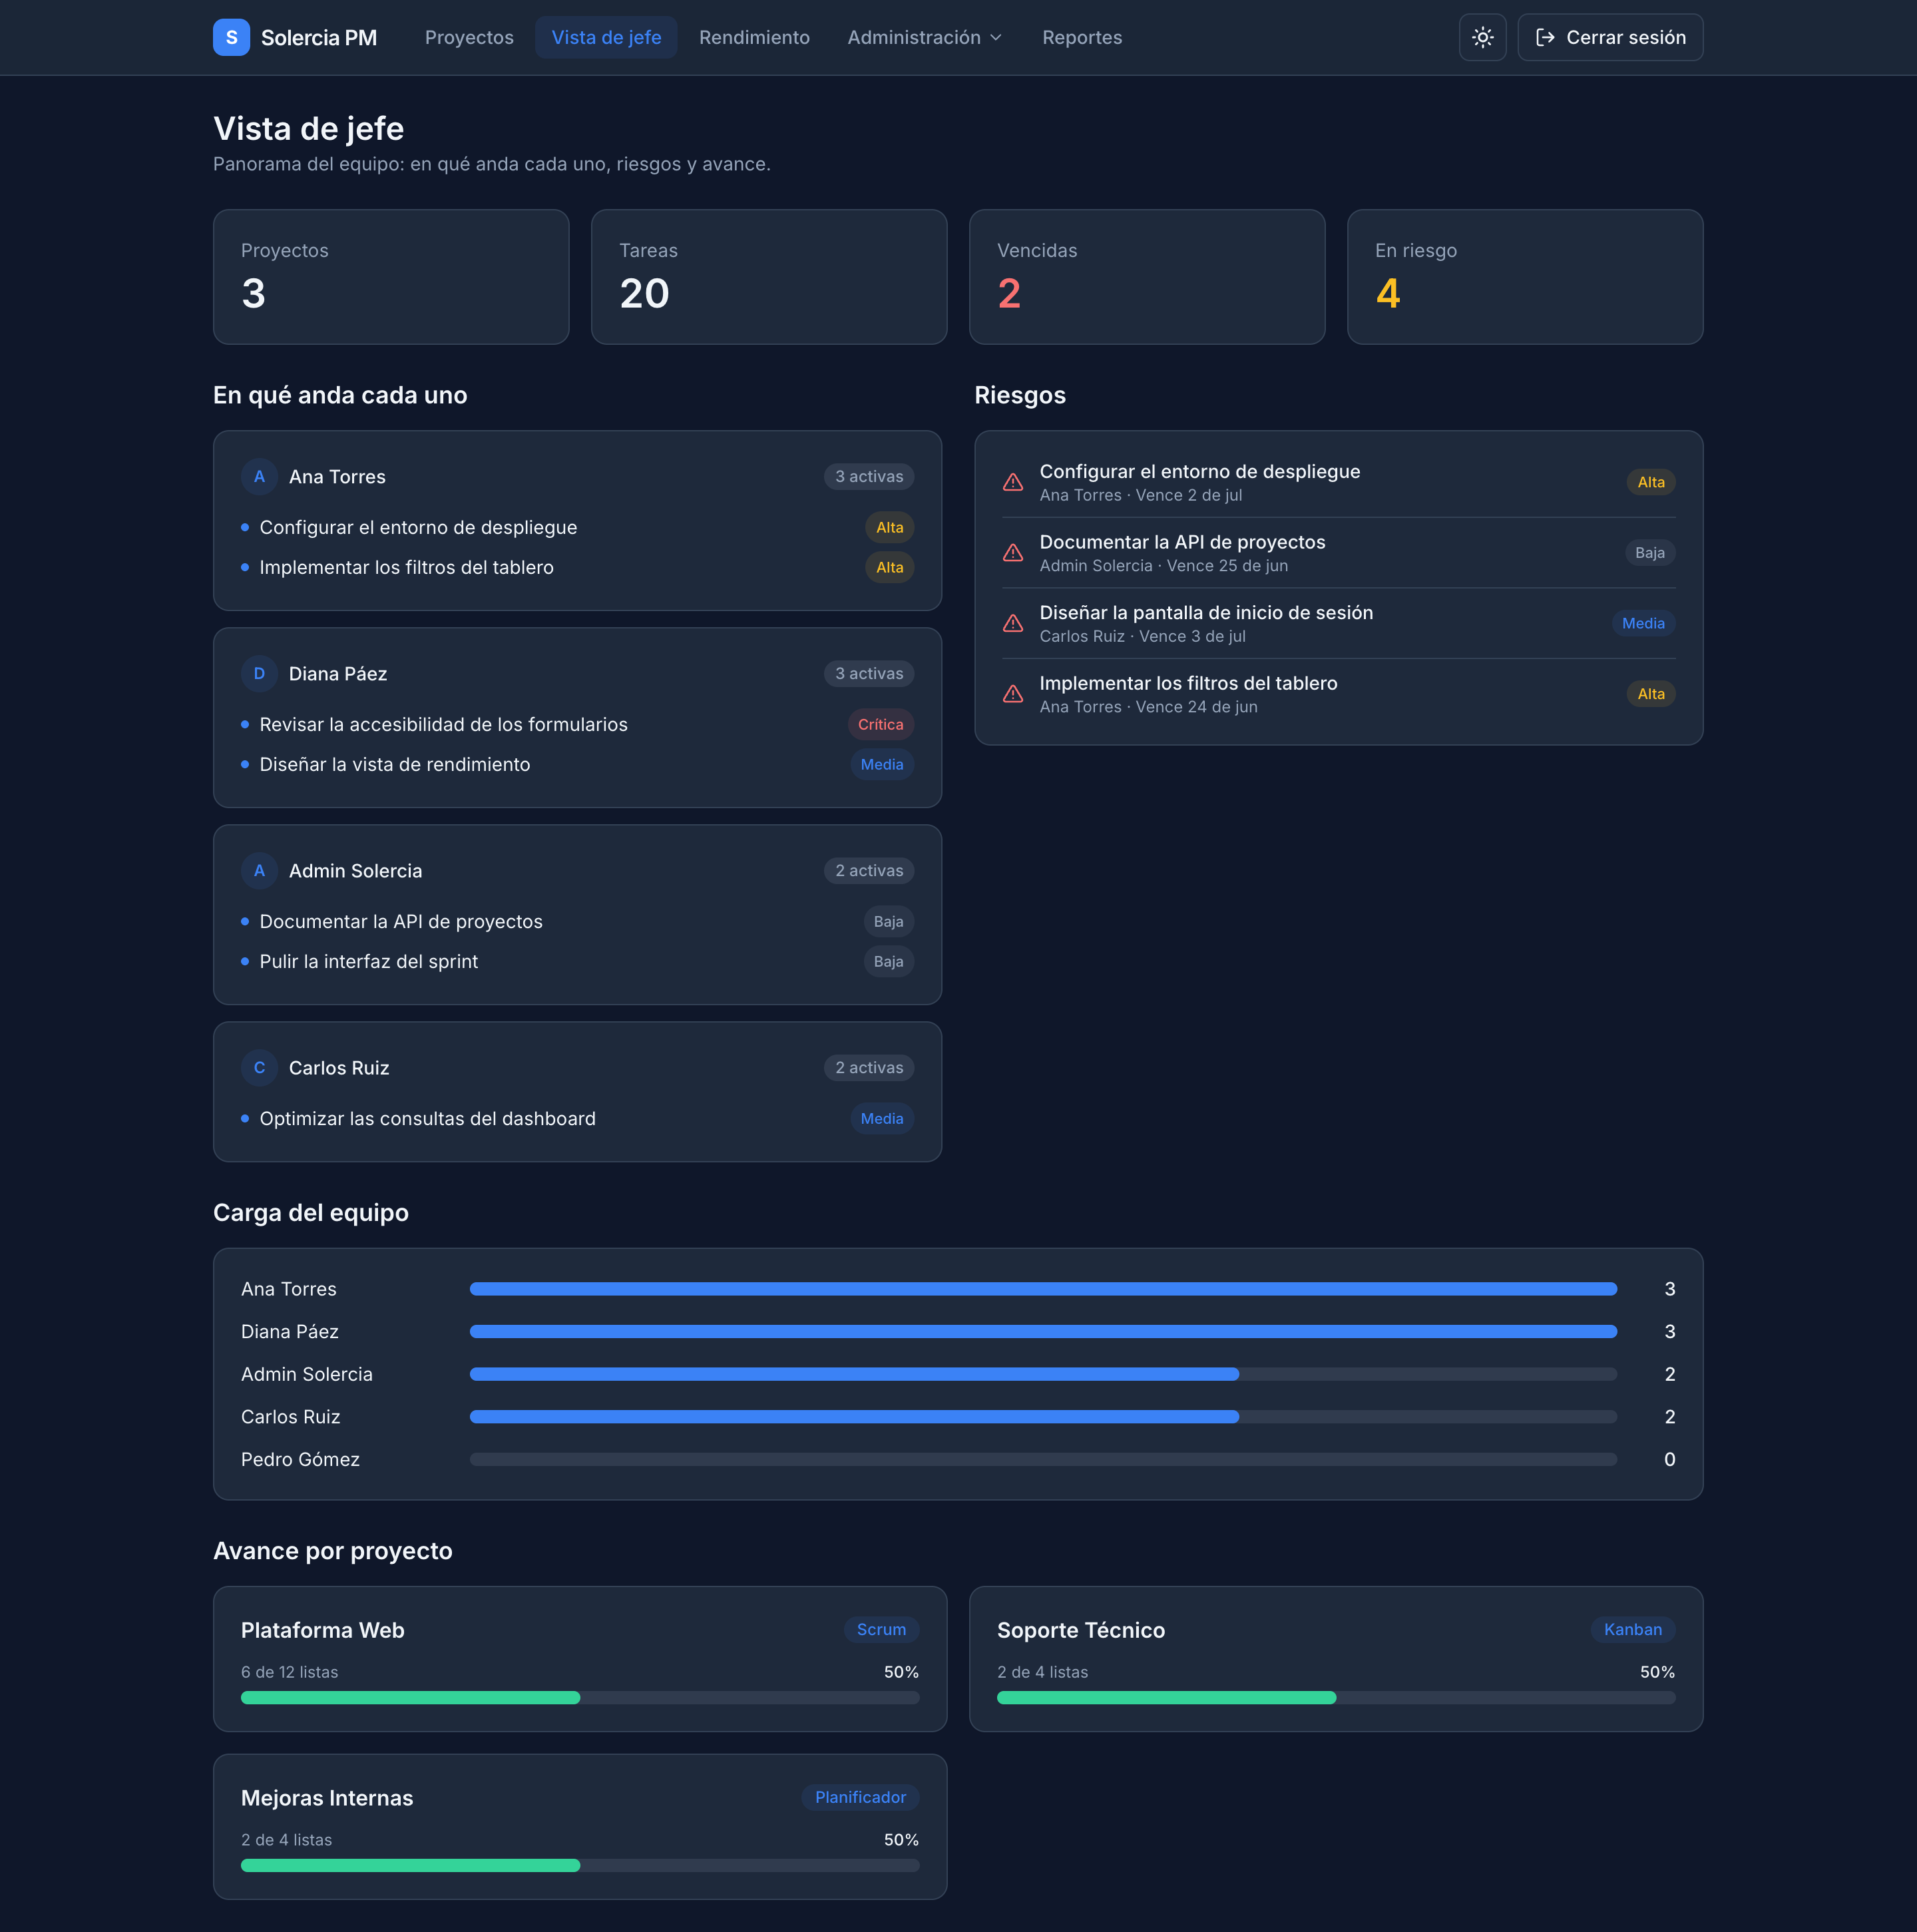 S Solercia PM Proyectos Vista de jefe Rendimiento Administración Reportes Cerrar sesión
Vista de jefe
Panorama del equipo: en qué anda cada uno, riesgos y avance.
Proyectos
3
Tareas
20
Vencidas
2
En riesgo
4
En qué anda cada uno
A Ana Torres 3 activas
Configurar el entorno de despliegue Alta
Implementar los filtros del tablero Alta
D Diana Páez 3 activas
Revisar la accesibilidad de los formularios Crítica
Diseñar la vista de rendimiento Media
A Admin Solercia 2 activas
Documentar la API de proyectos Baja
Pulir la interfaz del sprint Baja
C Carlos Ruiz 2 activas
Optimizar las consultas del dashboard Media
Riesgos
Configurar el entorno de despliegue Alta
Ana Torres · Vence 2 de jul
Documentar la API de proyectos Baja
Admin Solercia · Vence 25 de jun
Diseñar la pantalla de inicio de sesión Media
Carlos Ruiz · Vence 3 de jul
Implementar los filtros del tablero Alta
Ana Torres · Vence 24 de jun
Carga del equipo
Ana Torres 3
Diana Páez 3
Admin Solercia 2
Carlos Ruiz 2
Pedro Gómez 0
Avance por proyecto
Plataforma Web Scrum
6 de 12 listas 50%
Soporte Técnico Kanban
2 de 4 listas 50%
Mejoras Internas Planificador
2 de 4 listas 50%